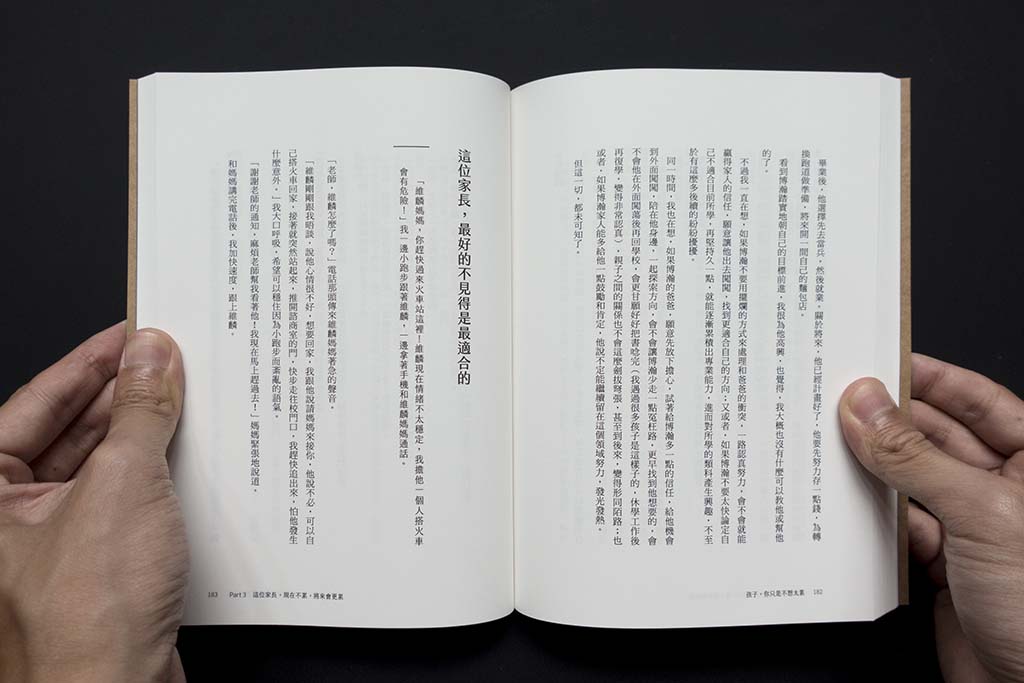 畢業後，他選擇先去當兵，然後就業。關於將來，他已經計畫好了，他要先努力存一點錢，為轉
換跑道做準備，將來開一間自己的麵包店。
看到博瀚踏實地朝自己的目標前進，我很為他高興，也覺得，我大概也沒有什麼可以教他或幫他
的了。
不過我一直在想，如果博瀚不要用擺爛的方式來處理和爸爸的衝突，一路認真努力，會不會就能
贏得家人的信任，願意讓他出去闖闖，找到更適合自己的方向；又或者，如果博瀚不要太快論定自
己不適合目前所學，再堅持久一點，就能逐漸累積出專業能力，進而對所學的類科產生興趣，不至
於有這麼多後續的紛紛擾擾。
同一時間，我也在想，如果博瀚的爸爸，願意先放下擔心，試著給博瀚多一點的信任，給他機會
到外面闖闖，陪在他身邊，一起探索方向，會不會讓博瀚少走一點冤枉路，更早找到他想要的，會
不會他在外面闖蕩後再回學校，會更甘願好好把書唸完（我遇過很多孩子是這樣子的，休學工作後
再復學，變得非常認真），親子之間的關係也不會這麼劍拔弩張，甚至到後來，變得形同陌路；也
或者，如果博瀚家人能多給他一點鼓勵和肯定，他說不定能繼續留在這個領域努力，發光發熱。
但這一切，都未可知了。
孩子，你只是不想太累 182
這位家長，最好的不見得是最適合的
「維麟媽媽，你趕快過來火車站這裡！維麟現在情緒不太穩定，我擔他一個人搭火車
會有危險！」我一邊小跑步跟著維麟，一邊拿著手機和維麟媽媽通話。
「老師，維麟怎麼了嗎？」電話那頭傳來維麟媽媽著急的聲音。
「維麟剛剛跟我晤談，說他心情很不好，想要回家，我跟他說請媽媽來接你，他說不必，可以自
己搭火車回家，接著就突然站起來，推開諮商室的門，快步走往校門口，我趕快追出來，怕他發生
什麼意外。」我大口呼吸，希望可以穩住因為小跑步而紊亂的語氣。
「謝謝老師的通知，麻煩老師幫我看著他！我現在馬上趕過去！」媽媽緊張地說道。
和媽媽講完電話後，我加快速度，跟上維麟。
183 Part 3 這位家長，現在不累，將來會更累